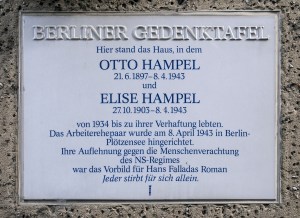 BERLINER GEDENKTAFEL
Hier stand das Haus, in dem
OTTO HAMPEL
21.6.1897–8.4.1943
und
ELISE HAMPEL
27.10.1903–8.4.1943
von 1934 bis zu ihrer Verhaftung lebten.
Das Arbeiterehepaar wurde am 8. April 1943 in Berlin-
Plötzensee hingerichtet.
Ihre Auflehnung gegen die Menschenverachtung
des NS-Regimes
war das Vorbild für Hans Falladas Roman
Jeder stirbt für sich allein.